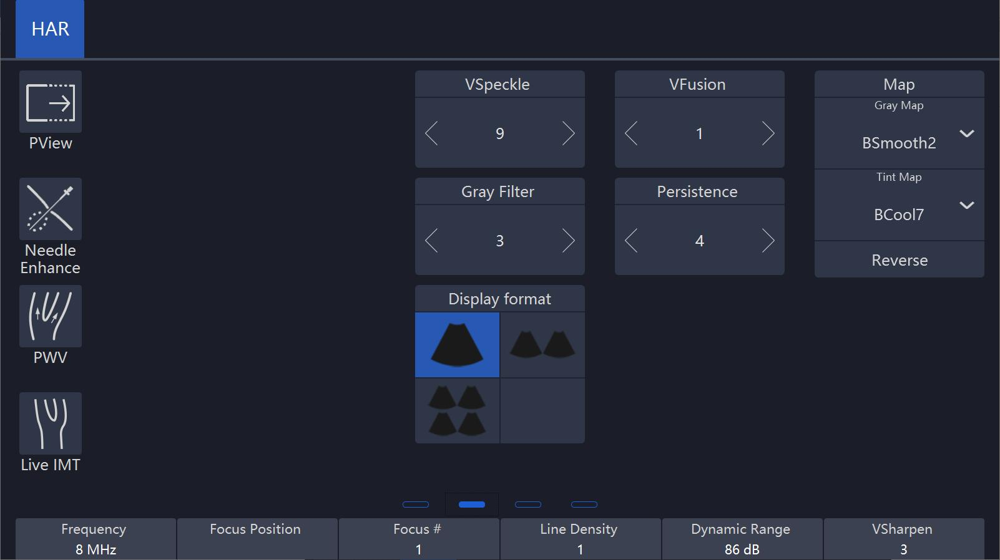 HAR
PView
Needle
Enhance
PWV
Live IMT
VSpeckle
9
VFusion
1
Map
Gray Map
BSmooth2
Tint Map
BCool7
Reverse
Gray Filter
3
Persistence
4
Display format
Frequency
8 MHz
Focus Position
Focus #
1
Line Density
1
Dynamic Range
86 dB
VSharpen
3